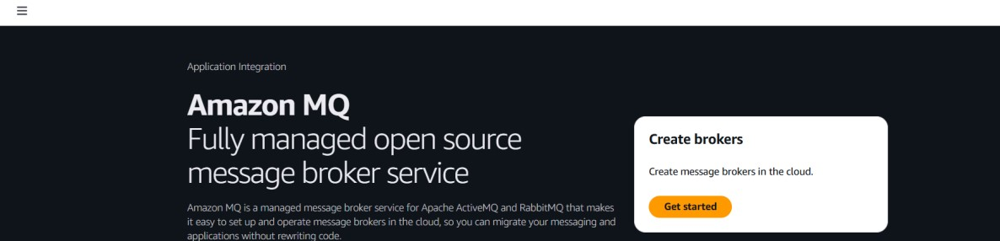 Application Integration
Amazon MQ
Fully managed open source
message broker service
Amazon MQ is a managed message broker service for Apache ActiveMQ and RabbitMQ that makes
it easy to set up and operate message brokers in the cloud, so you can migrate your messaging and
applications without rewriting code.
Create brokers
Create message brokers in the cloud.
Get started